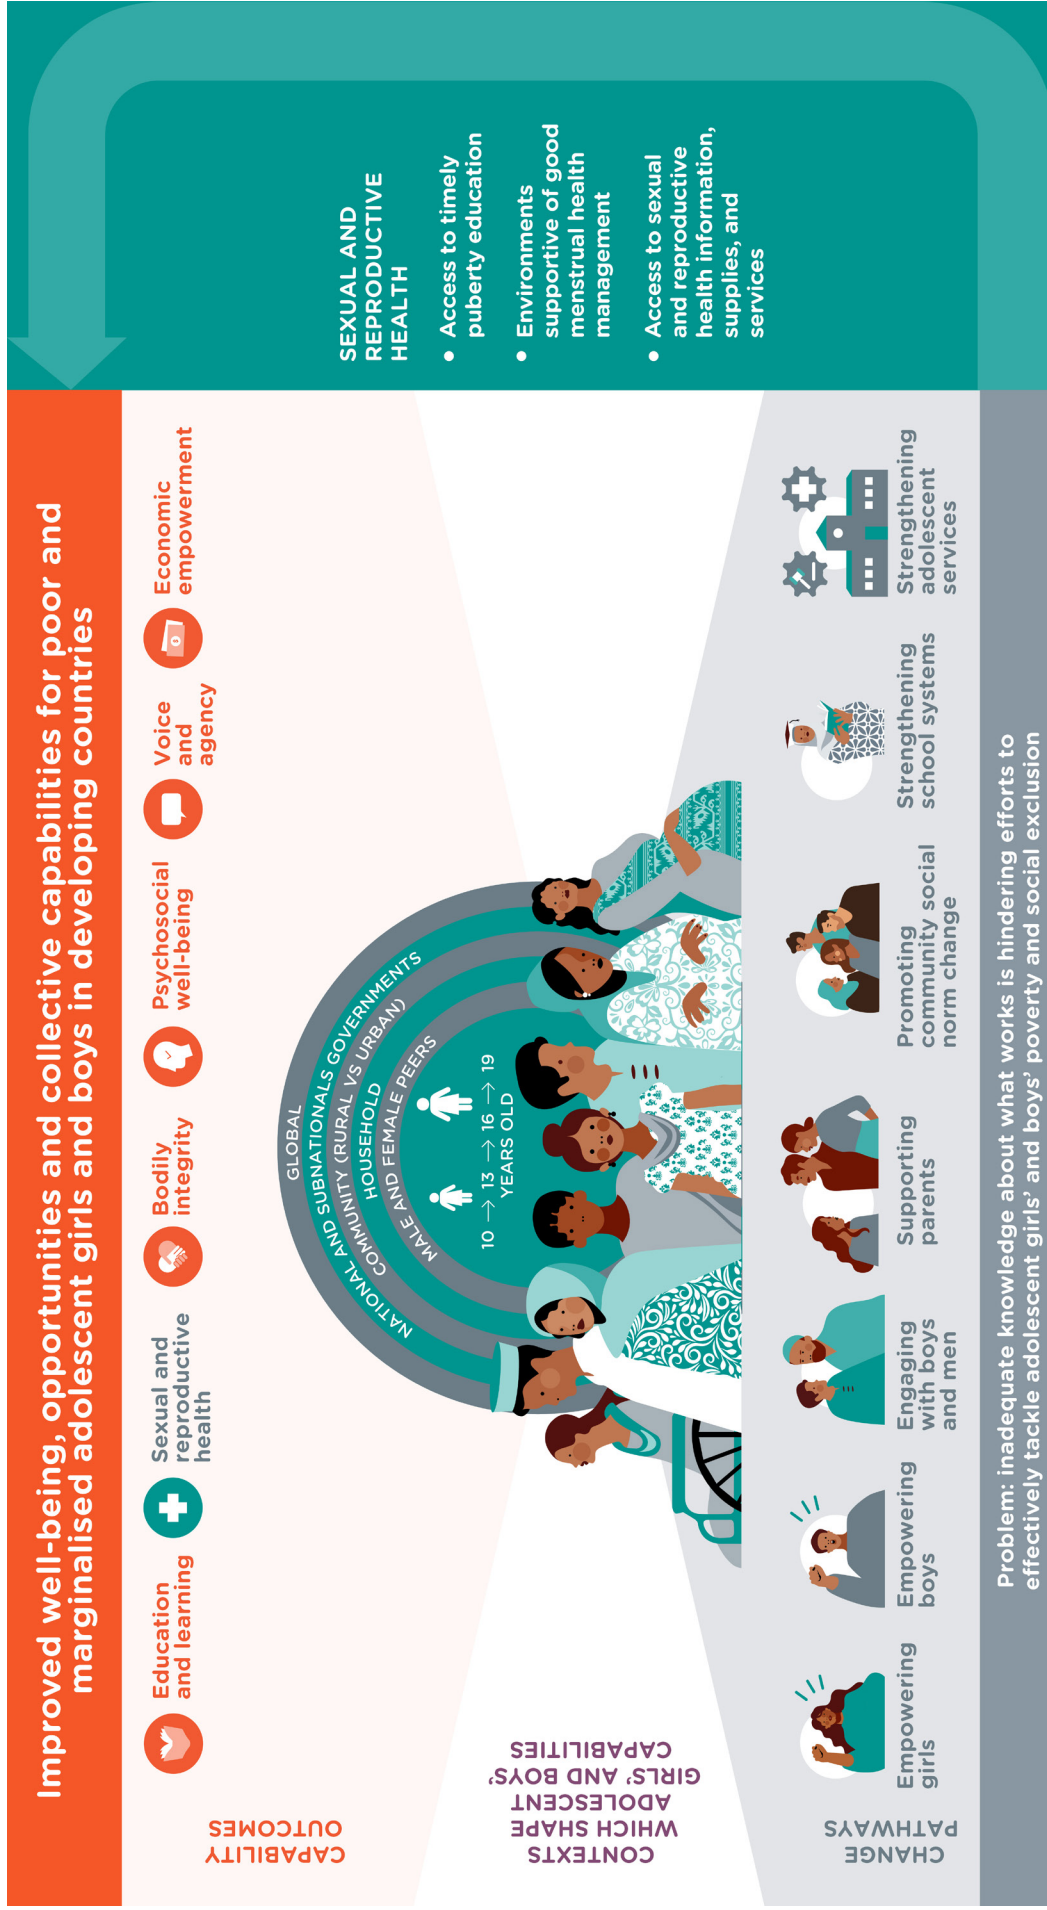 Improved well-being, opportunities and collective capabilities for poor and
marginalised adolescent girls and boys in developing countries
CAPABILITY
OUTCOMES
Education
and learning
Sexual and
reproductive
health
Bodily
integrity
Psychosocial
well-being
Voice
and
agency
Economic
empowerment
CONTEXTS
WHICH SHAPE
ADOLESCENT
GIRLS' AND BOYS'
CAPABILITIES
GLOBAL
NATIONAL AND SUBNATIONALS GOVERNMENTS
COMMUNITY (RURAL VS URBAN)
HOUSEHOLD
MALE AND FEMALE PEERS
10 → 13 → 16 → 19
YEARS OLD
CHANGE
PATHWAYS
Empowering
girls
Empowering
boys
Engaging
with boys
and men
Supporting
parents
Promoting
community social
norm change
Strengthening
school systems
Strengthening
adolescent
services
Problem: inadequate knowledge about what works is hindering efforts to
effectively tackle adolescent girls' and boys' poverty and social exclusion
SEXUAL AND
REPRODUCTIVE
HEALTH
• Access to timely
puberty education
• Environments
supportive of good
menstrual health
management
• Access to sexual
and reproductive
health information,
supplies, and
services